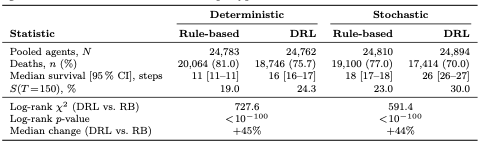 Deterministic Stochastic
Statistic Rule-based DRL Rule-based DRL
Pooled agents, N 24,783 24,762 24,810 24,894
Deaths, n (%) 20,064 (81.0) 18,746 (75.7) 19,100 (77.0) 17,414 (70.0)
Median survival [95 % CI], steps 11 [11–11] 16 [16–17] 18 [17–18] 26 [26–27]
S(T=150), % 19.0 24.3 23.0 30.0
Log-rank χ² (DRL vs. RB) 727.6 591.4
Log-rank p-value <10⁻¹⁰⁰ <10⁻¹⁰⁰
Median change (DRL vs. RB) +45% +44%